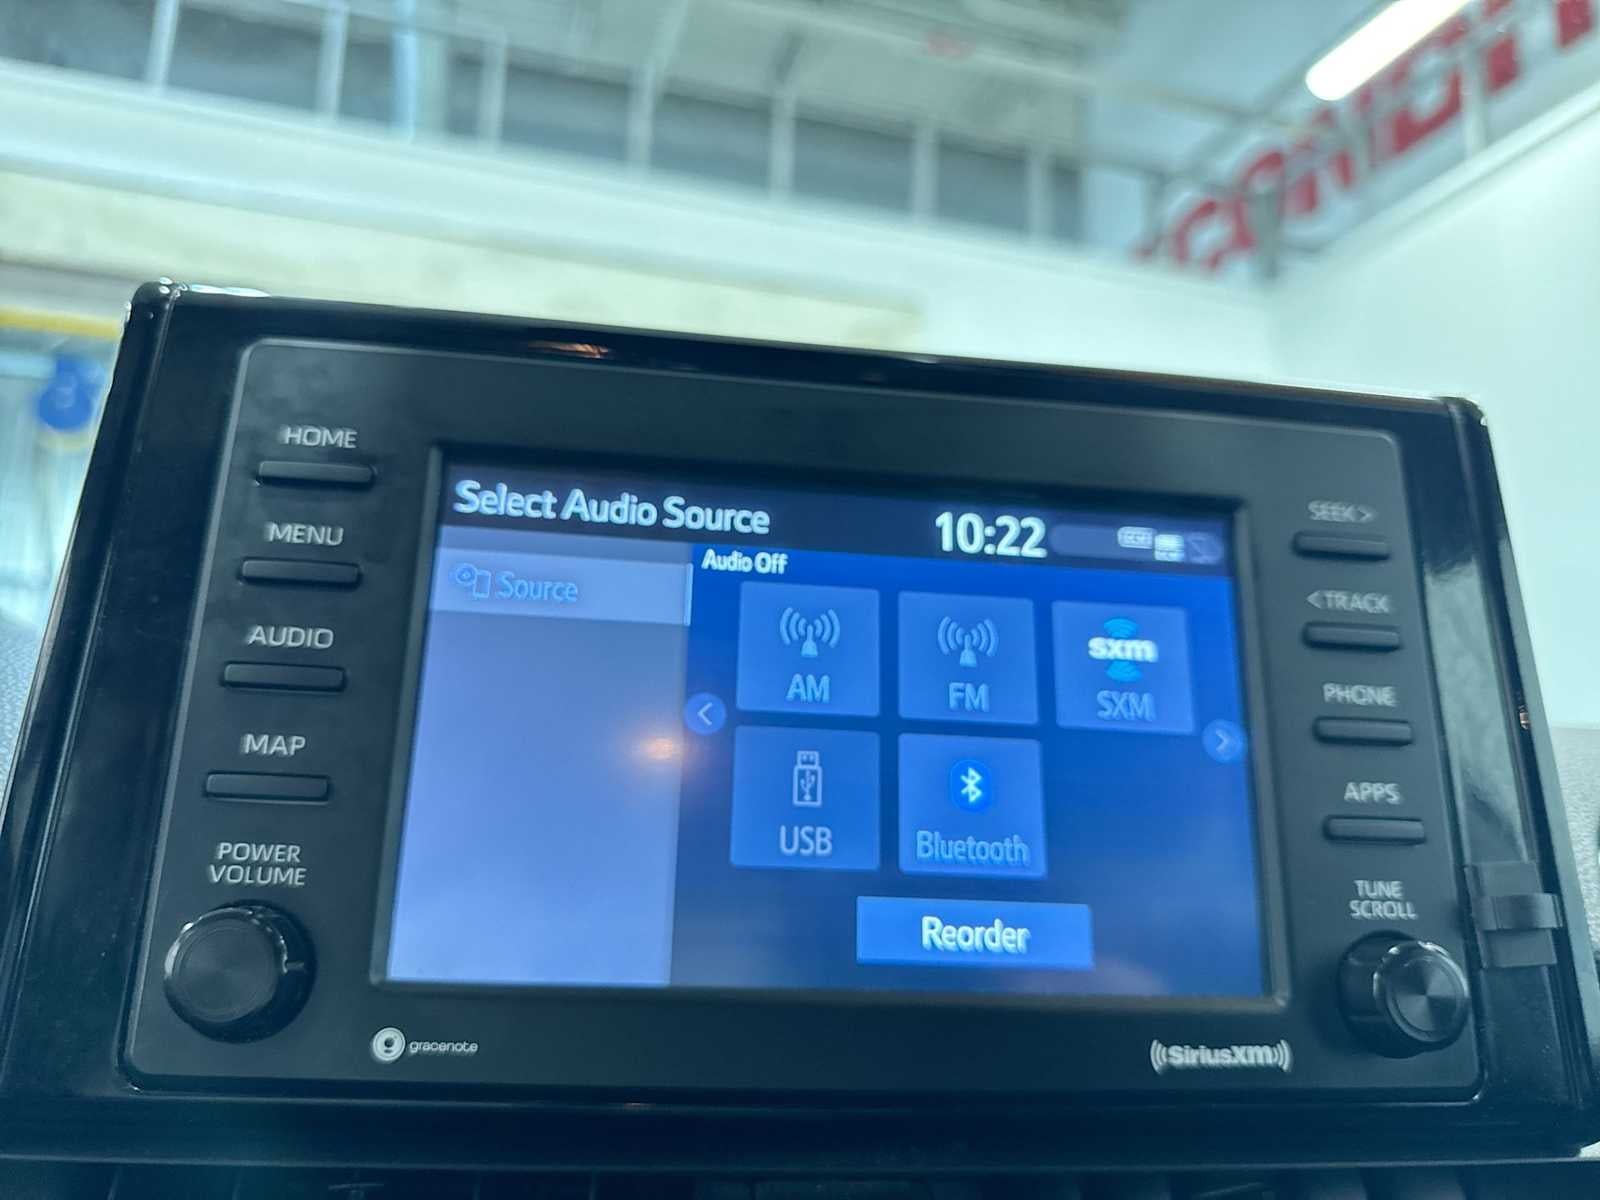 HOME
MENU
AUDIO
MAP
POWER
VOLUME
Select Audio Source
10:22
Source
Audio Off
AM
FM
sxm
SXM
USB
Bluetooth
Reorder
SEEK >
< TRACK
PHONE
APPS
TUNE
SCROLL
gracenote
SiriusXM